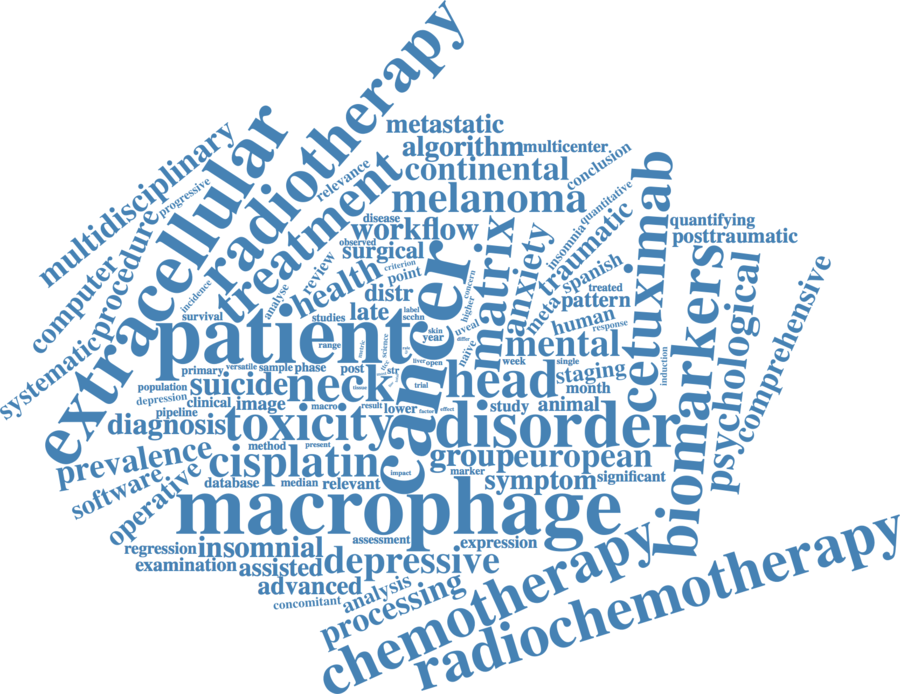 radiotherapy
metastatic
multidisciplinary
extracellular
algorithm
multicenter
conclusion
progressive
relevance
treatment
continental
melanoma
quantitative
cetuximab
disease
workflow
quantifying
posttraumatic
computer
procedure
observed
surgical
matrix
anxiety
insomnia
traumatic
review
health
criterion
point
cancer
concern
higher
meta
spanish
treated
pattern
psychological
comprehensive
biomarkers
incidence
analyse
distr
late
label
scchn
uveal
human
response
survival
studies
patient
range
metric
science
skin
year
naive
mental
systematic
primary
versatile
sample
phase
post
str
liver
open
week
single
staging
induction
population
suicide
neck
trial
head
month
depression
clinical
image
macro
result
lower
factor
effect
study
animal
pipeline
diagnosis
toxicity
disorder
method
present
prevalence
cisplatin
group
european
software
operative
database
median
relevant
impact
marker
symptom
significant
macrophage
regression
insomnial
assessment
expression
examination
assisted
depressive
advanced
concomitant
analysis
processing
chemotherapy
radiochemotherapy